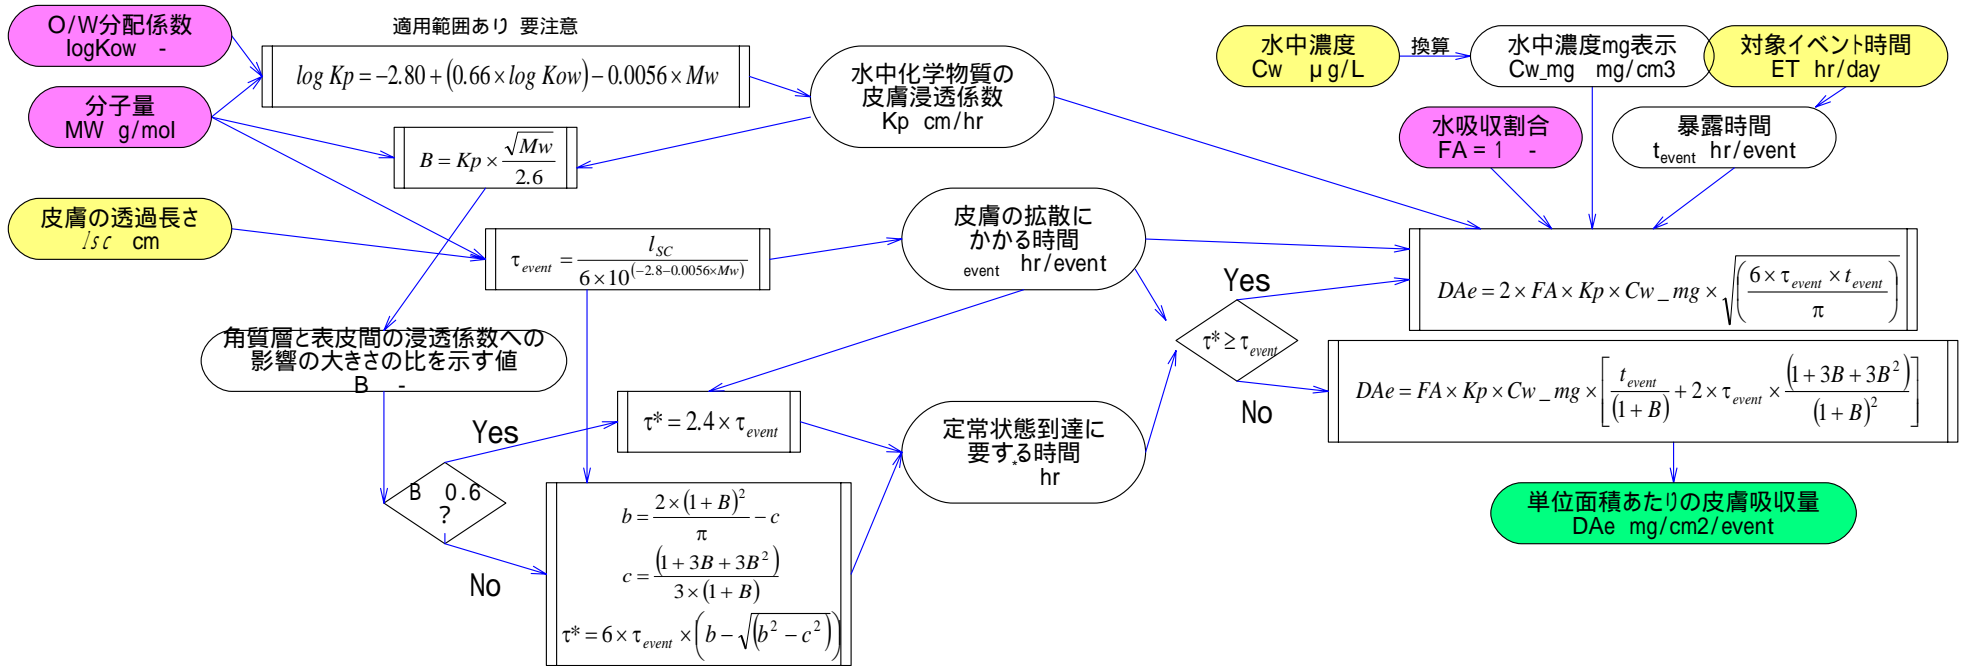 O/W分配係数
logKow -
適用範囲あり 要注意
log Kp = −2.80 + (0.66 × log Kow) − 0.0056 × Mw
分子量
MW g/mol
水中化学物質の
皮膚浸透係数
Kp cm/hr
B = Kp × √Mw / 2.6
水中濃度
Cw μg/L
換算
水中濃度mg表示
Cw_mg mg/cm3
対象イベント時間
ET hr/day
水吸収割合
FA = 1 -
暴露時間
t_event hr/event
皮膚の透過長さ
lsc cm
τ_event = l_SC / 6 × 10^(−2.8−0.0056×Mw)
皮膚の拡散に
かかる時間
event hr/event
Yes
DAe = 2 × FA × Kp × Cw_mg × √((6 × τ_event × t_event / π))
τ* ≥ τ_event
No
DAe = FA × Kp × Cw_mg × [t_event / (1 + B) + 2 × τ_event × (1 + 3B + 3B²) / (1 + B)²]
角質層と表皮間の浸透係数への
影響の大きさの比を示す値
B -
Yes
τ* = 2.4 × τ_event
定常状態到達に
要する時間
* hr
B 0.6
?
No
b = 2 × (1 + B)² / π − c
c = (1 + 3B + 3B²) / 3 × (1 + B)
τ* = 6 × τ_event × (b − √(b² − c²))
単位面積あたりの皮膚吸収量
DAe mg/cm2/event